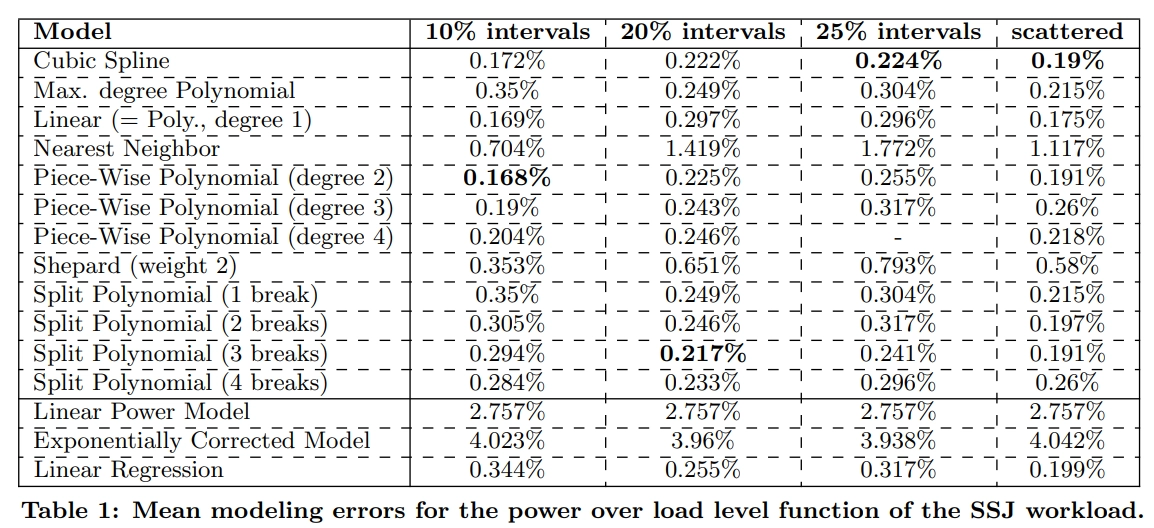 Model 10% intervals 20% intervals 25% intervals scattered
Cubic Spline 0.172% 0.222% 0.224% 0.19%
Max. degree Polynomial 0.35% 0.249% 0.304% 0.215%
Linear (= Poly., degree 1) 0.169% 0.297% 0.296% 0.175%
Nearest Neighbor 0.704% 1.419% 1.772% 1.117%
Piece-Wise Polynomial (degree 2) 0.168% 0.225% 0.255% 0.191%
Piece-Wise Polynomial (degree 3) 0.19% 0.243% 0.317% 0.26%
Piece-Wise Polynomial (degree 4) 0.204% 0.246% - 0.218%
Shepard (weight 2) 0.353% 0.651% 0.793% 0.58%
Split Polynomial (1 break) 0.35% 0.249% 0.304% 0.215%
Split Polynomial (2 breaks) 0.305% 0.246% 0.317% 0.197%
Split Polynomial (3 breaks) 0.294% 0.217% 0.241% 0.191%
Split Polynomial (4 breaks) 0.284% 0.233% 0.296% 0.26%
Linear Power Model 2.757% 2.757% 2.757% 2.757%
Exponentially Corrected Model 4.023% 3.96% 3.938% 4.042%
Linear Regression 0.344% 0.255% 0.317% 0.199%
Table 1: Mean modeling errors for the power over load level function of the SSJ workload.